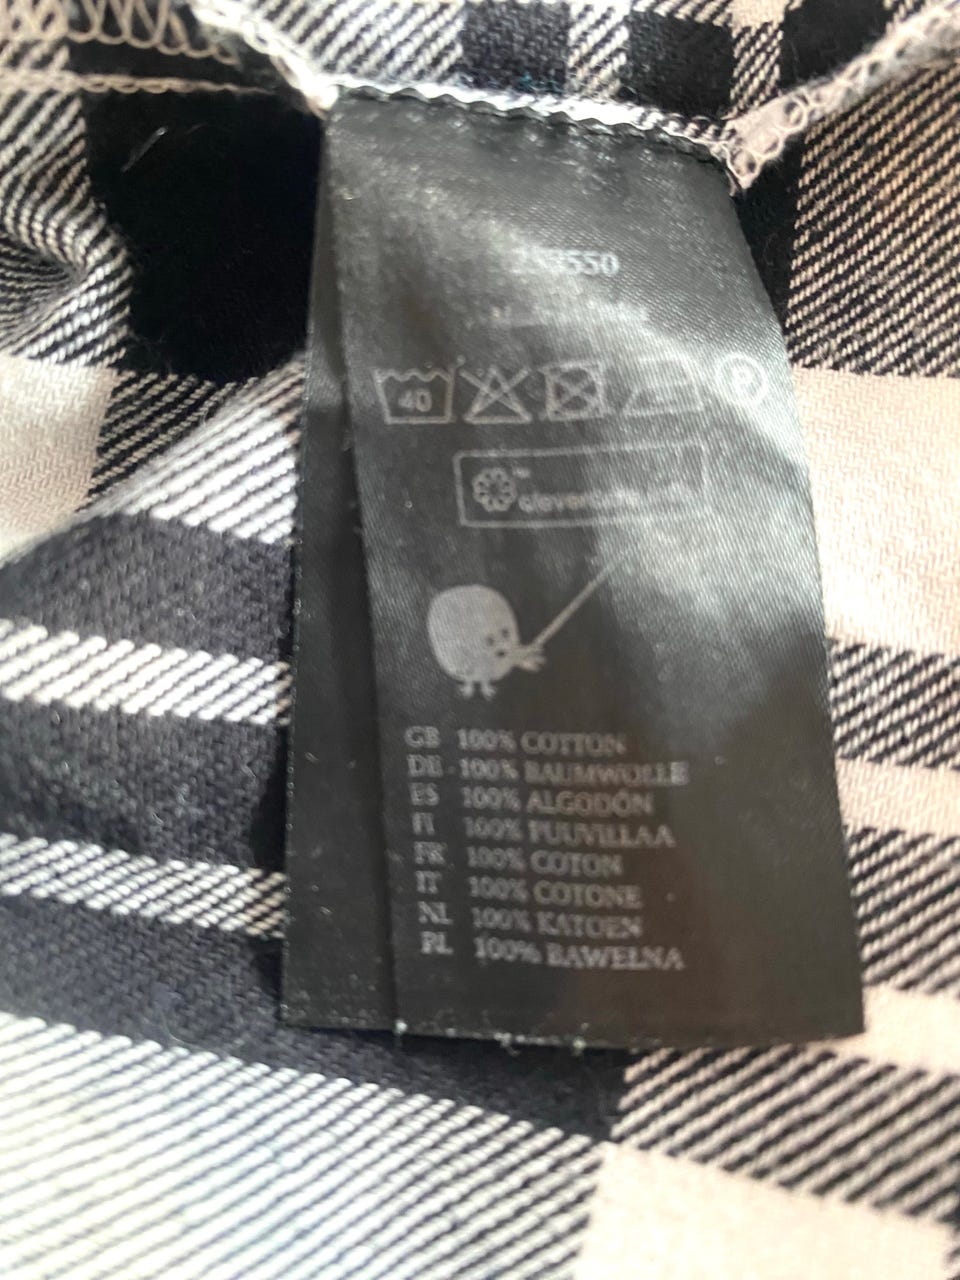 40 P
GB 100% COTTON
DE 100% BAUMWOLLE
ES 100% ALGODÓN
FI 100% PUUVILLAA
FR 100% COTON
IT 100% COTONE
NL 100% KATOEN
PL 100% BAWEŁNA